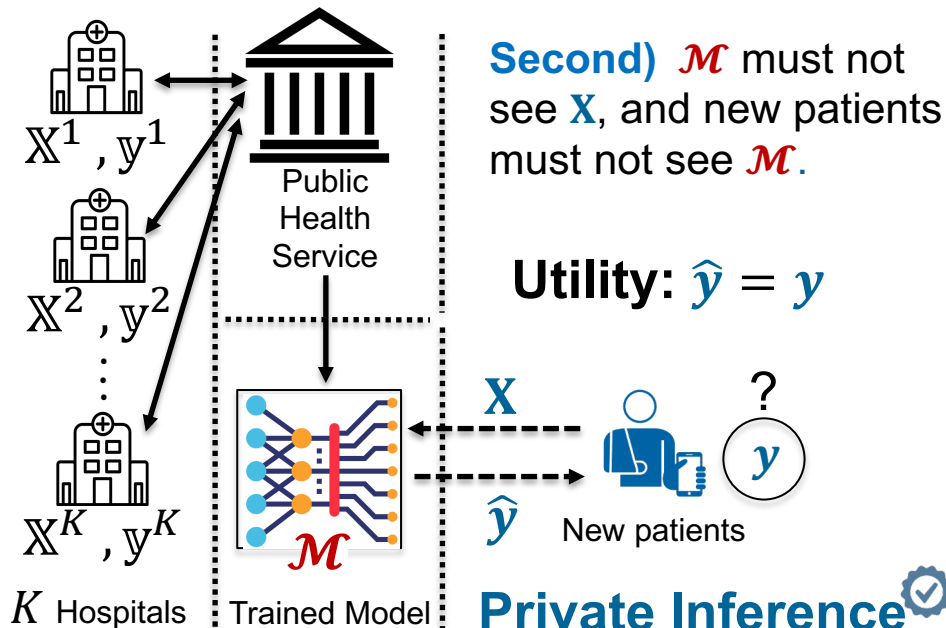 𝕏¹ , 𝕪¹
𝕏² , 𝕪²
⋮
𝕏ᴷ , 𝕪ᴷ
K Hospitals
Public
Health
Service
ℳ
Trained Model
Second) ℳ must not
see X, and new patients
must not see ℳ.
Utility: ŷ = y
X
ŷ
?
y
New patients
Private Inference